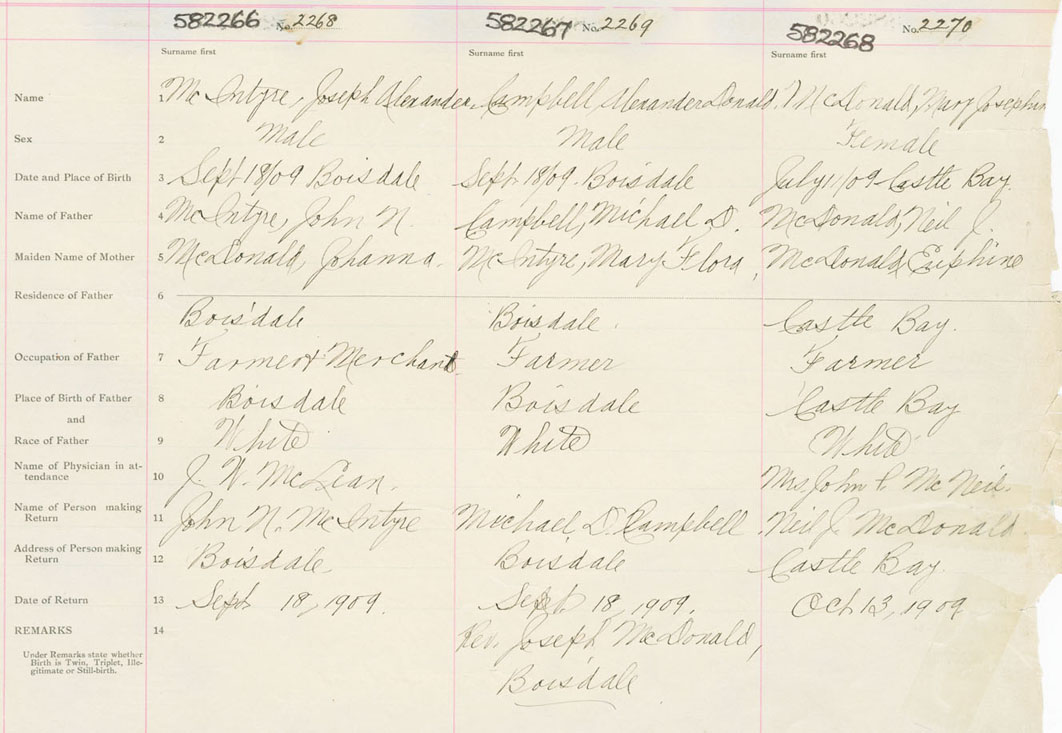 582266 No. 2268 582267 No. 2269 582268 No. 2270
Surname first Surname first Surname first
Name 1 McIntyre, Joseph Alexander. Campbell, Alexander Donald. McDonald, Mary Josephin
Sex 2 Male Male Female
Date and Place of Birth 3 Sept 18/09 Boisdale Sept 18/09. Boisdale July 11/09 Castle Bay.
Name of Father 4 McIntyre, John N. Campbell, Michael D. McDonald, Neil J.
Maiden Name of Mother 5 McDonald, Johanna. McIntyre, Mary Flora, McDonald, Euphine
Residence of Father 6
Boisdale Boisdale. Castle Bay.
Occupation of Father 7 Farmer & Merchant Farmer Farmer
Place of Birth of Father 8 Boisdale Boisdale Castle Bay
and
Race of Father 9 White White White
Name of Physician in at-
tendance 10 J. W. McLean. Mrs John P. McNeil.
Name of Person making
Return 11 John N. McIntyre Michael D. Campbell. Neil J. McDonald
Address of Person making
Return 12 Boisdale. Boisdale Castle Bay.
Date of Return 13 Sept 18, 1909. Sept. 18, 1909. Oct 13, 1909
REMARKS 14 Rev. Joseph McDonald,
Under Remarks state whether
Birth is Twin, Triplet, Ille-
gitimate or Still-birth.
Boisdale